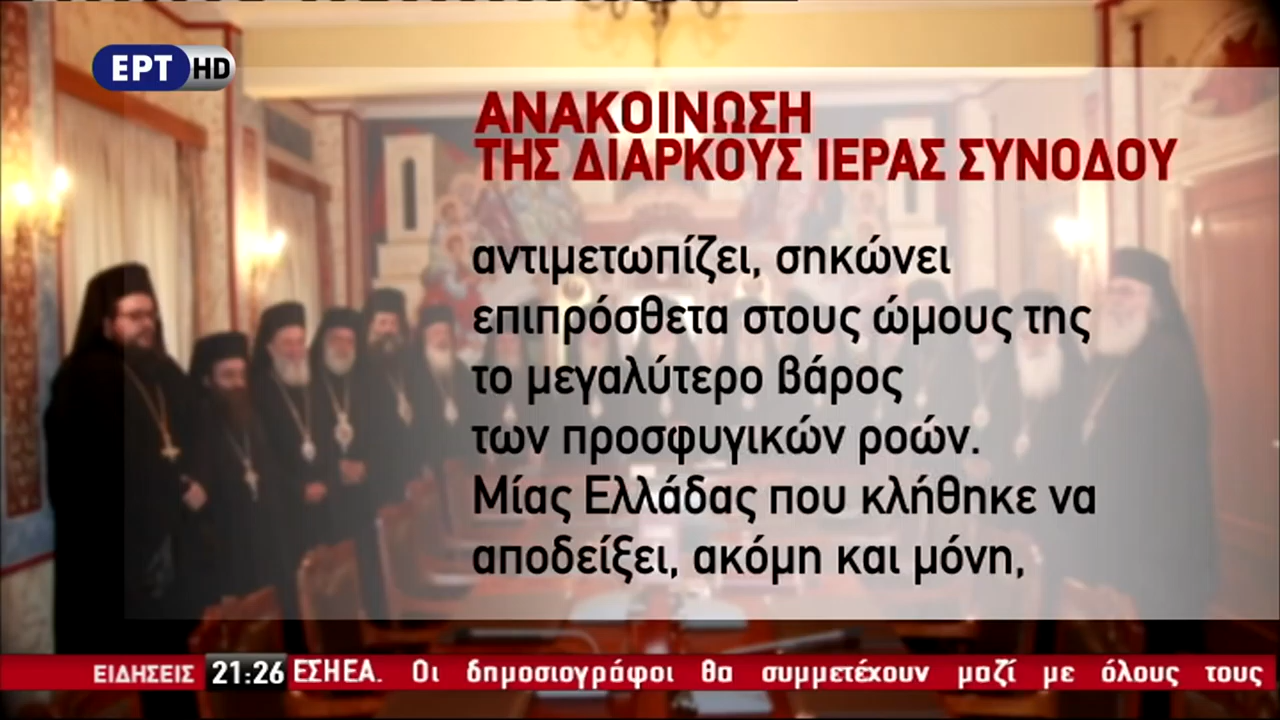 ΕΡΤ HD
ΑΝΑΚΟΙΝΩΣΗ
ΤΗΣ ΔΙΑΡΚΟΥΣ ΙΕΡΑΣ ΣΥΝΟΔΟΥ
αντιμετωπίζει, σηκώνει
επιπρόσθετα στους ώμους της
το μεγαλύτερο βάρος
των προσφυγικών ροών.
Μίας Ελλάδας που κλήθηκε να
αποδείξει, ακόμη και μόνη,
ΕΙΔΗΣΕΙΣ 21:26 ΕΣΗΕΑ. Οι δημοσιογράφοι θα συμμετέχουν μαζί με όλους τους